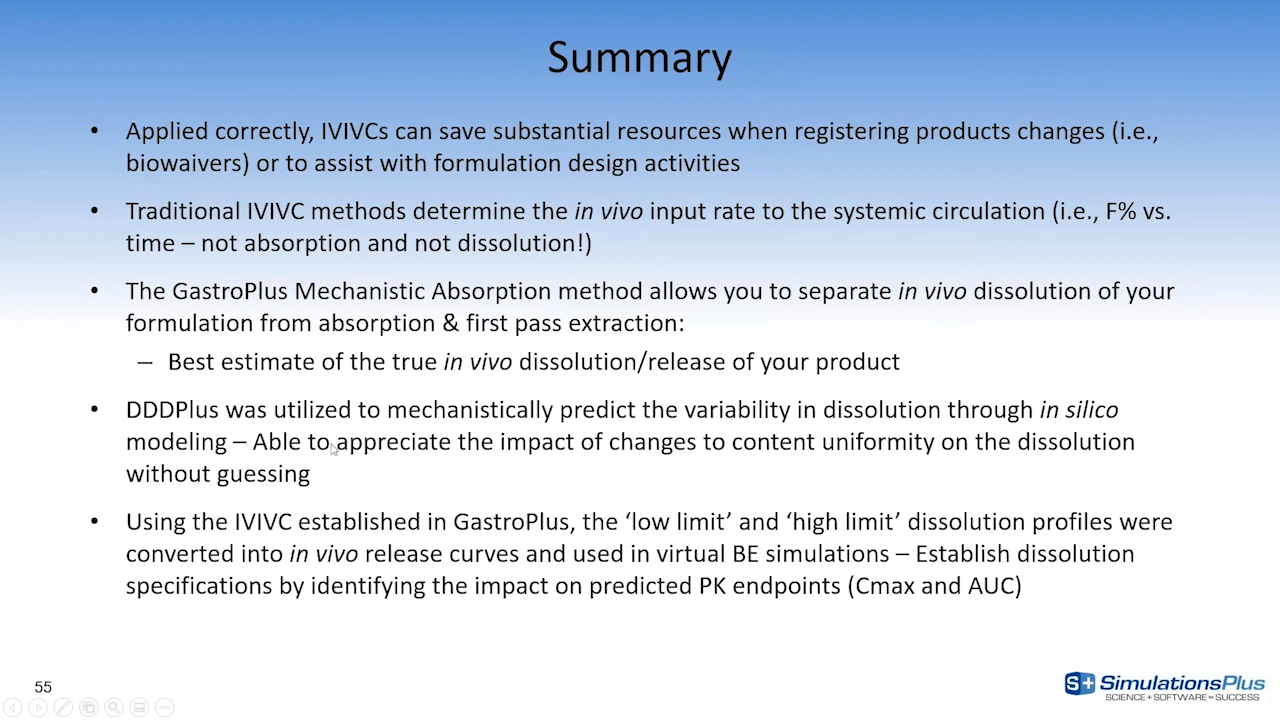 Summary
• Applied correctly, IVIVCs can save substantial resources when registering products changes (i.e.,
biowaivers) or to assist with formulation design activities
• Traditional IVIVC methods determine the in vivo input rate to the systemic circulation (i.e., F% vs.
time – not absorption and not dissolution!)
• The GastroPlus Mechanistic Absorption method allows you to separate in vivo dissolution of your
formulation from absorption & first pass extraction:
– Best estimate of the true in vivo dissolution/release of your product
• DDDPlus was utilized to mechanistically predict the variability in dissolution through in silico
modeling – Able to appreciate the impact of changes to content uniformity on the dissolution
without guessing
• Using the IVIVC established in GastroPlus, the ‘low limit’ and ‘high limit’ dissolution profiles were
converted into in vivo release curves and used in virtual BE simulations – Establish dissolution
specifications by identifying the impact on predicted PK endpoints (Cmax and AUC)
55
S+ SimulationsPlus
SCIENCE + SOFTWARE = SUCCESS